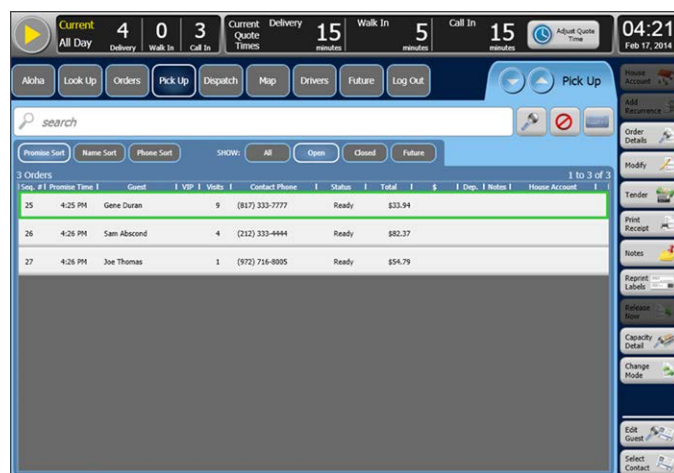 Current 4 0 3 Current Delivery 15 Walk In 5 Call In 15 Adjust Quote 04:21
All Day Delivery Walk In Call In Quote Times minutes minutes minutes Time Feb 17, 2014
Aloha Look Up Orders Pick Up Dispatch Map Drivers Future Log Out Pick Up
search
Promise Sort Name Sort Phone Sort SHOW: All Open Closed Future
3 Orders 1 to 3 of 3
Seq. # Promise Time Guest VIP Visits Contact Phone Status Total $ Dep. Notes House Account
25 4:25 PM Gene Duran 9 (817) 333-7777 Ready $33.94
26 4:26 PM Sam Abscond 4 (212) 333-4444 Ready $82.37
27 4:26 PM Joe Thomas 1 (972) 716-8005 Ready $54.79
House
Account
Add
Recurrence
Order
Details
Modify
Tender
Print
Receipt
Notes
Reprint
Labels
Release
Now
Capacity
Detail
Change
Mode
Edit
Guest
Select
Contact